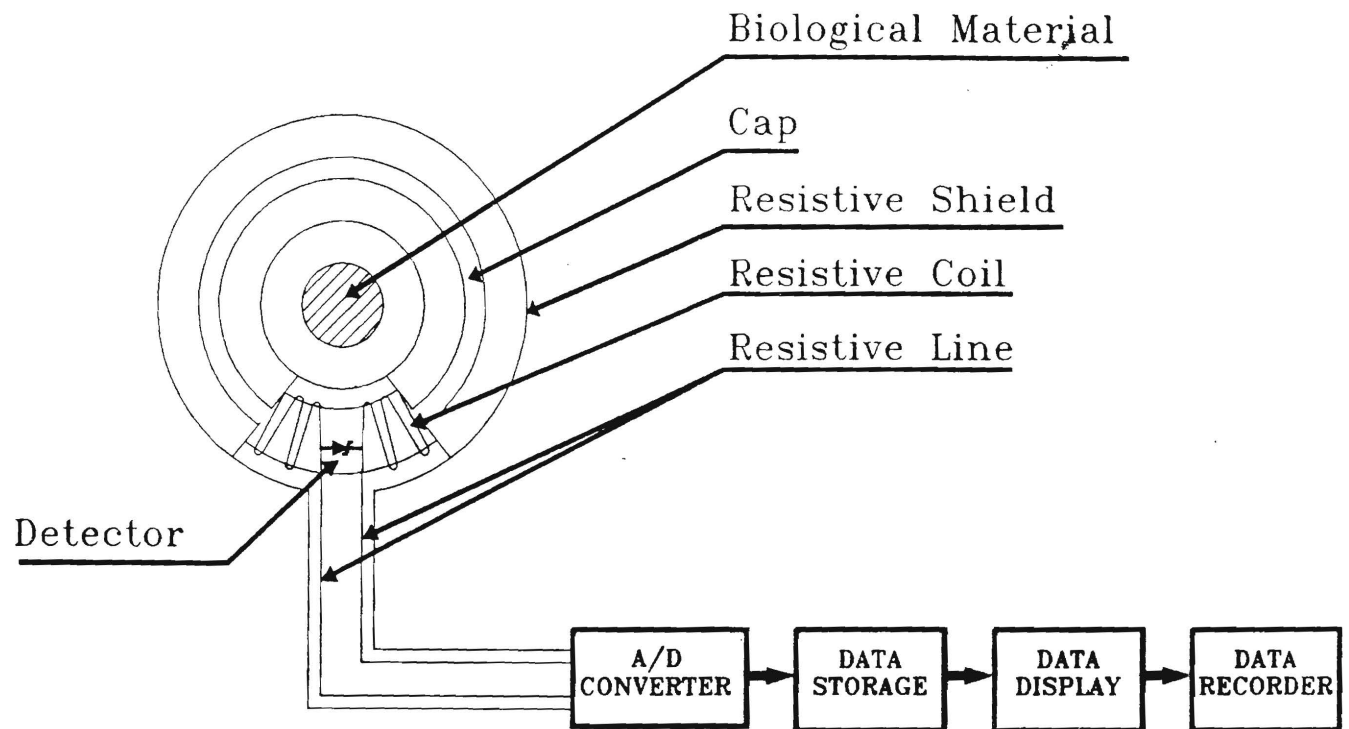 Biological Material
Cap
Resistive Shield
Resistive Coil
Resistive Line
Detector
A/D
CONVERTER
DATA
STORAGE
DATA
DISPLAY
DATA
RECORDER